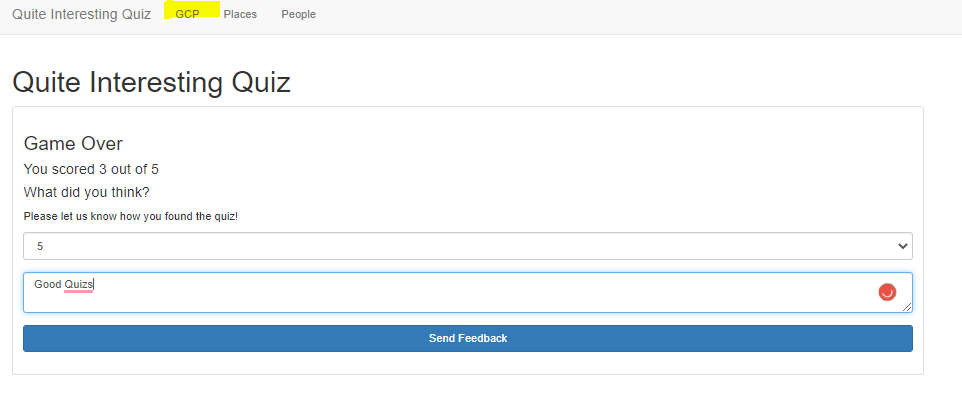 Quite Interesting Quiz GCP Places People
Quite Interesting Quiz
Game Over
You scored 3 out of 5
What did you think?
Please let us know how you found the quiz!
5
Good Quizs
Send Feedback